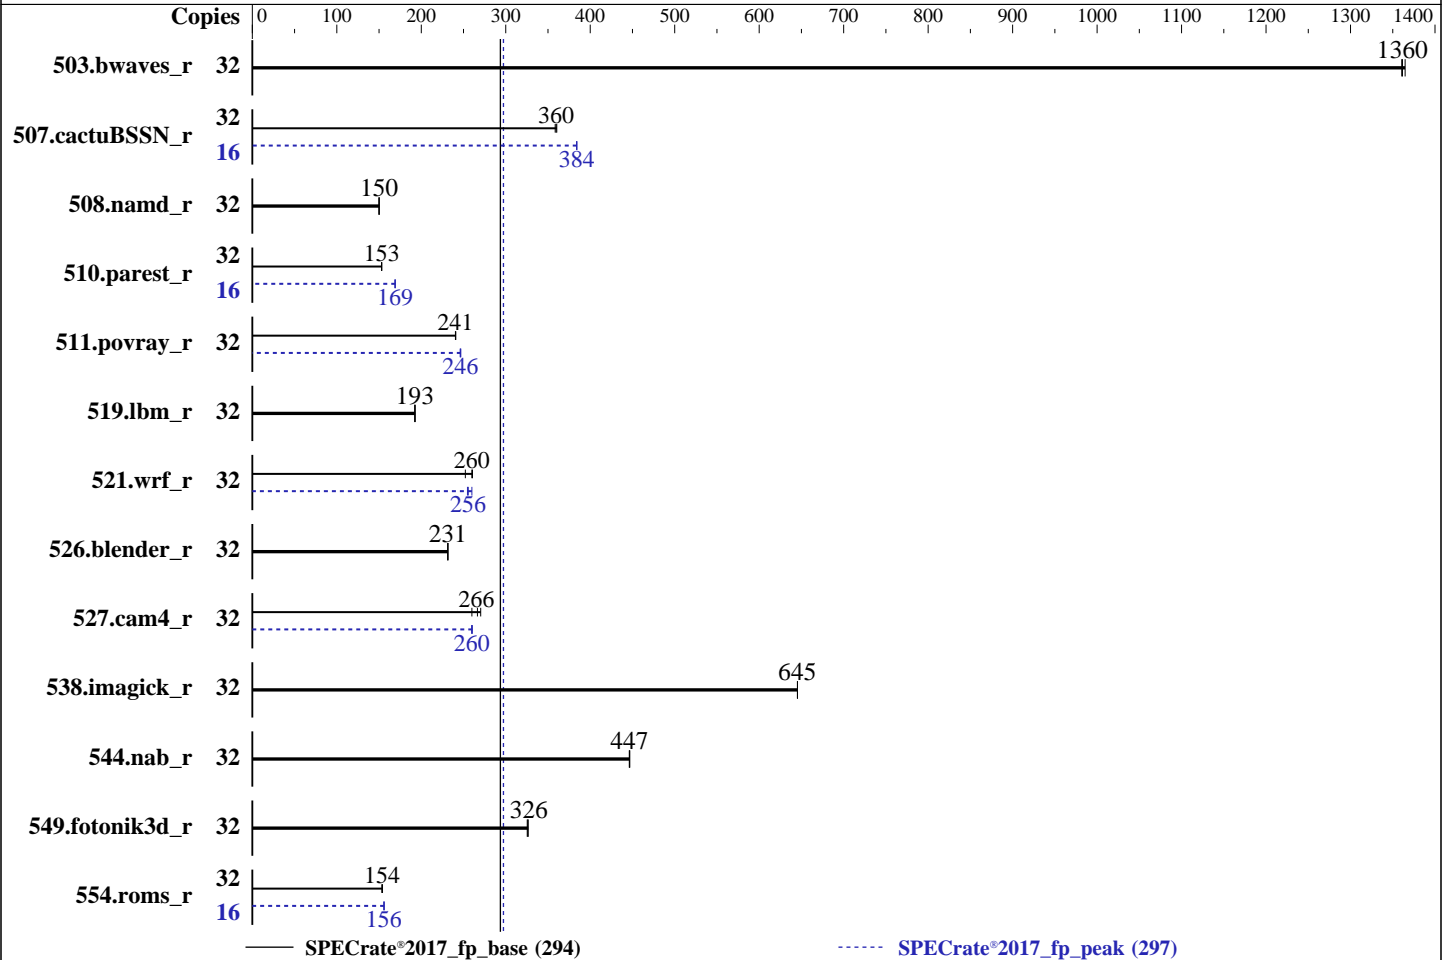 Copies 0 100 200 300 400 500 600 700 800 900 1000 1100 1200 1300 1400
503.bwaves_r 32 1360
507.cactuBSSN_r 32 360
16 384
508.namd_r 32 150
510.parest_r 32 153
16 169
511.povray_r 32 241
246
519.lbm_r 32 193
521.wrf_r 32 260
256
526.blender_r 32 231
527.cam4_r 32 266
260
538.imagick_r 32 645
544.nab_r 32 447
549.fotonik3d_r 32 326
554.roms_r 32 154
16 156
SPECrate®2017_fp_base (294) SPECrate®2017_fp_peak (297)